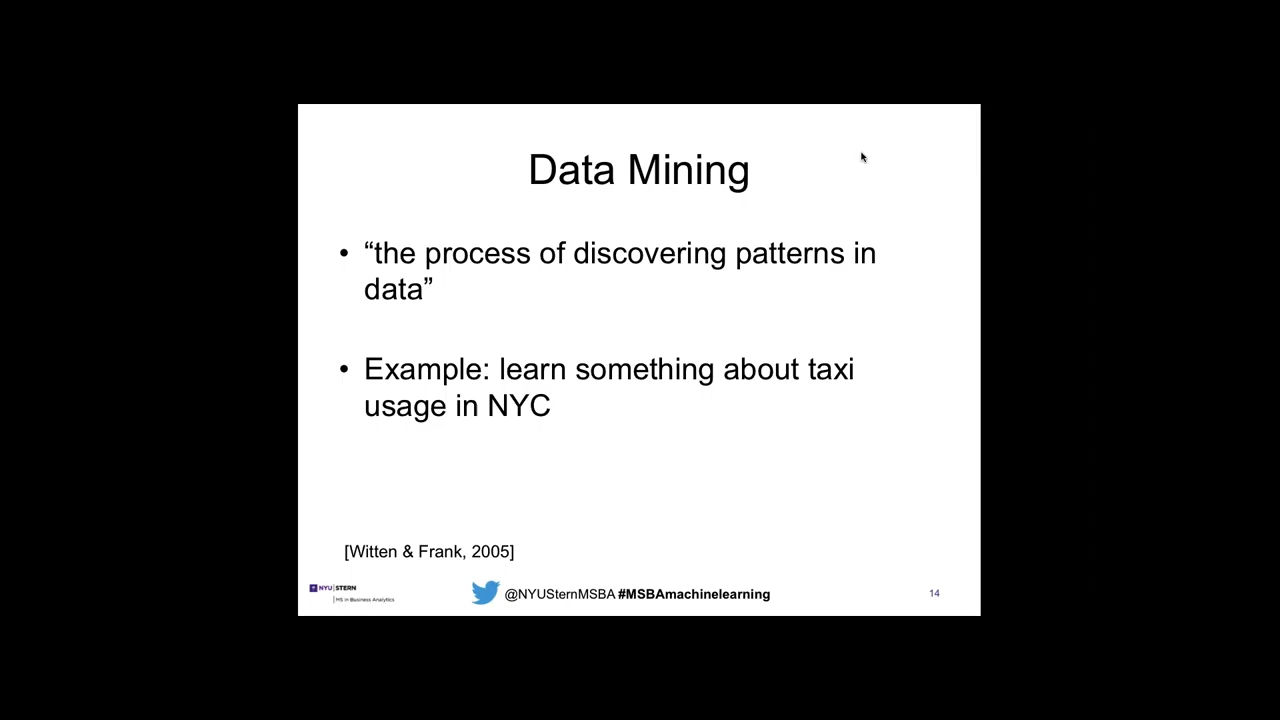 Data Mining
• “the process of discovering patterns in
data”
• Example: learn something about taxi
usage in NYC
[Witten & Frank, 2005]
NYU | STERN
MS in Business Analytics
@NYUSternMSBA #MSBAmachinelearning
14